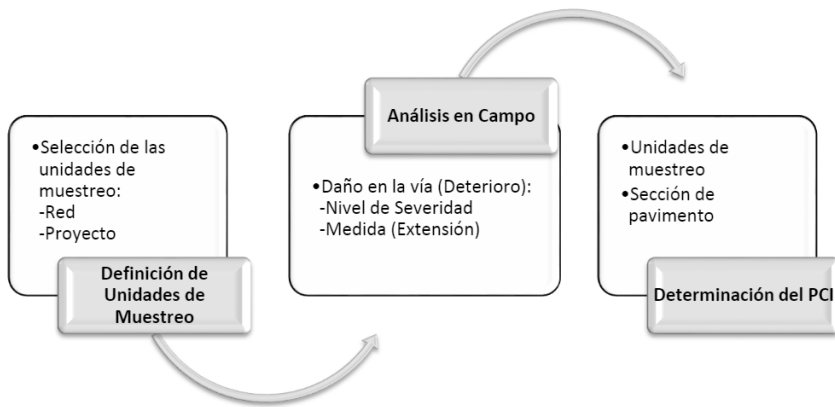 •Selección de las
unidades de
muestreo:
-Red
-Proyecto
Definición de
Unidades de
Muestreo
Análisis en Campo
•Daño en la vía (Deterioro):
-Nivel de Severidad
-Medida (Extensión)
•Unidades de
muestreo
•Sección de
pavimento
Determinación del PCI